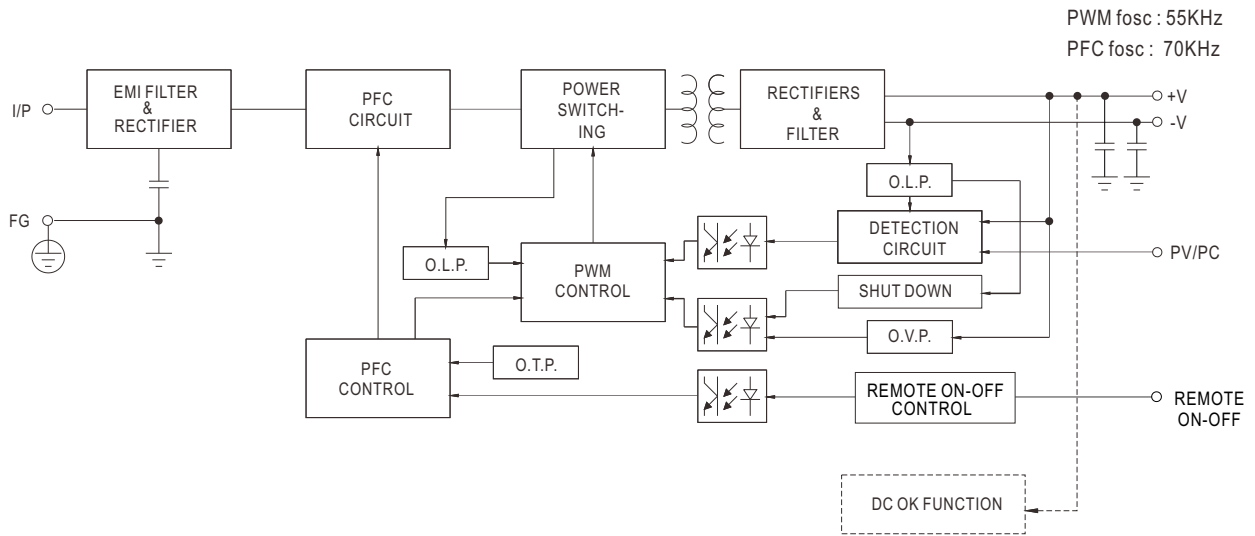 PWM fosc : 55KHz
PFC fosc : 70KHz
I/P
EMI FILTER
&
RECTIFIER
PFC
CIRCUIT
POWER
SWITCH-
ING
RECTIFIERS
&
FILTER
+V
-V
FG
O.L.P.
DETECTION
CIRCUIT
PV/PC
O.L.P.
PWM
CONTROL
SHUT DOWN
O.V.P.
PFC
CONTROL
O.T.P.
REMOTE ON-OFF
CONTROL
REMOTE
ON-OFF
DC OK FUNCTION